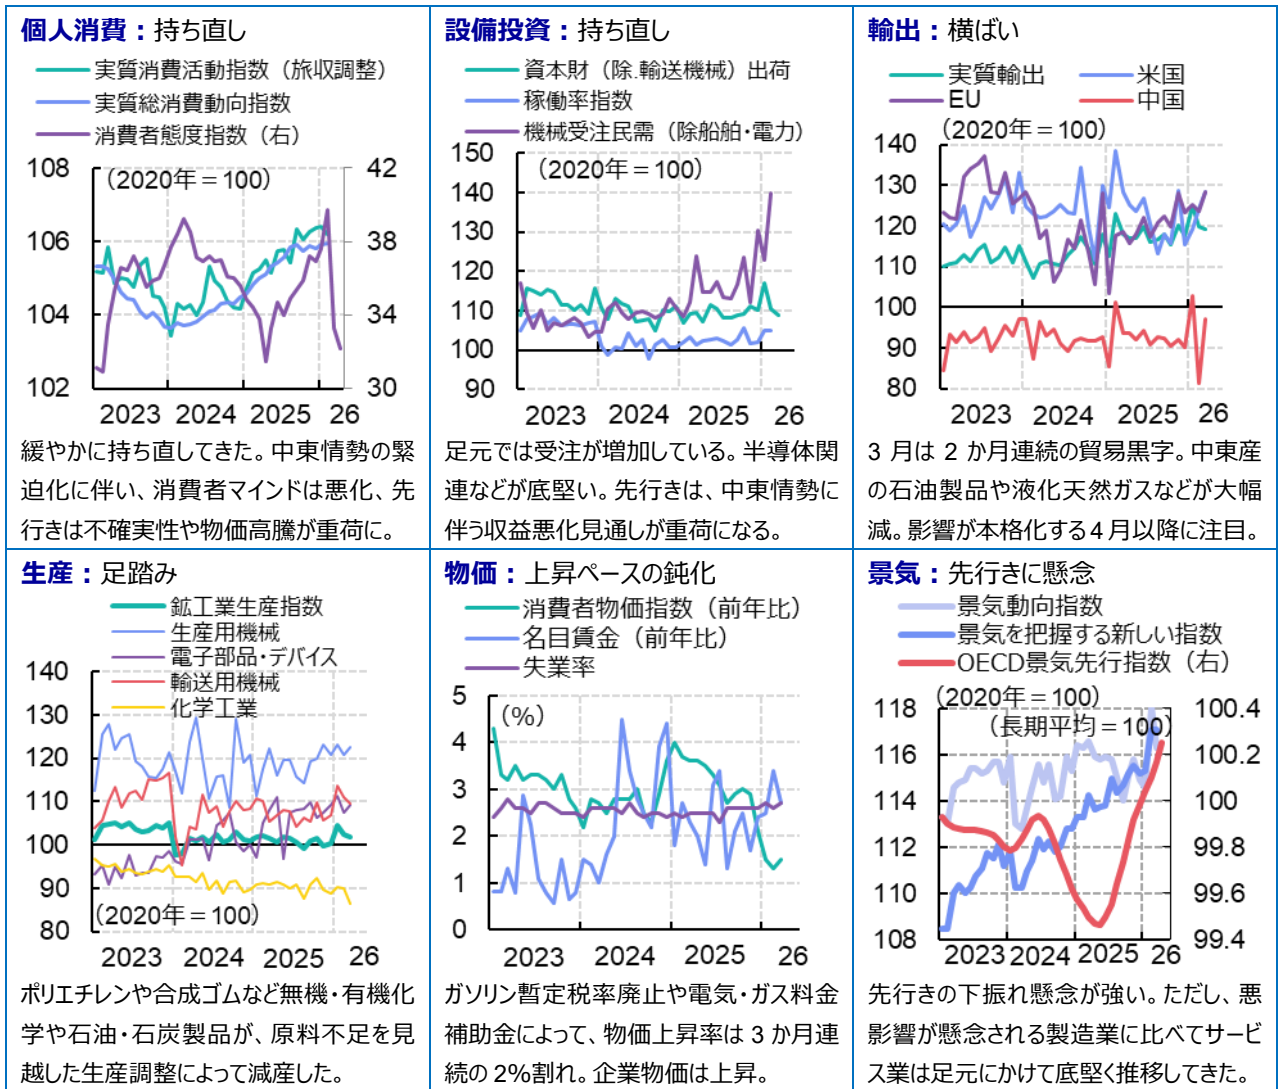 個人消費：持ち直し
実質消費活動指数（旅収調整）
実質総消費動向指数
消費者態度指数（右）
（2020年＝100）
108
106
104
102
42
38
34
30
2023 2024 2025 26
緩やかに持ち直してきた。中東情勢の緊
迫化に伴い、消費者マインドは悪化、先
行きは不確実性や物価高騰が重荷に。
設備投資：持ち直し
資本財（除.輸送機械）出荷
稼働率指数
機械受注民需（除船舶・電力）
（2020年＝100）
150
140
130
120
110
100
90
2023 2024 2025 26
足元では受注が増加している。半導体関
連などが底堅い。先行きは、中東情勢に
伴う収益悪化見通しが重荷になる。
輸出：横ばい
実質輸出 米国
EU 中国
（2020年＝100）
140
130
120
110
100
90
80
2023 2024 2025 26
3 月は 2 か月連続の貿易黒字。中東産
の石油製品や液化天然ガスなどが大幅
減。影響が本格化する４月以降に注目。
生産：足踏み
鉱工業生産指数
生産用機械
電子部品・デバイス
輸送用機械
化学工業
140
130
120
110
100
90
80
（2020年＝100）
2023 2024 2025 26
ポリエチレンや合成ゴムなど無機・有機化
学や石油・石炭製品が、原料不足を見
越した生産調整によって減産した。
物価：上昇ペースの鈍化
消費者物価指数（前年比）
名目賃金（前年比）
失業率
（%）
5
4
3
2
1
0
2023 2024 2025 26
ガソリン暫定税率廃止や電気・ガス料金
補助金によって、物価上昇率は 3 か月連
続の 2%割れ。企業物価は上昇。
景気：先行きに懸念
景気動向指数
景気を把握する新しい指数
OECD景気先行指数（右）
（2020年＝100）
（長期平均＝100）
118
116
114
112
110
108
100.4
100.2
100
99.8
99.6
99.4
2023 2024 2025 26
先行きの下振れ懸念が強い。ただし、悪
影響が懸念される製造業に比べてサービ
ス業は足元にかけて底堅く推移してきた。